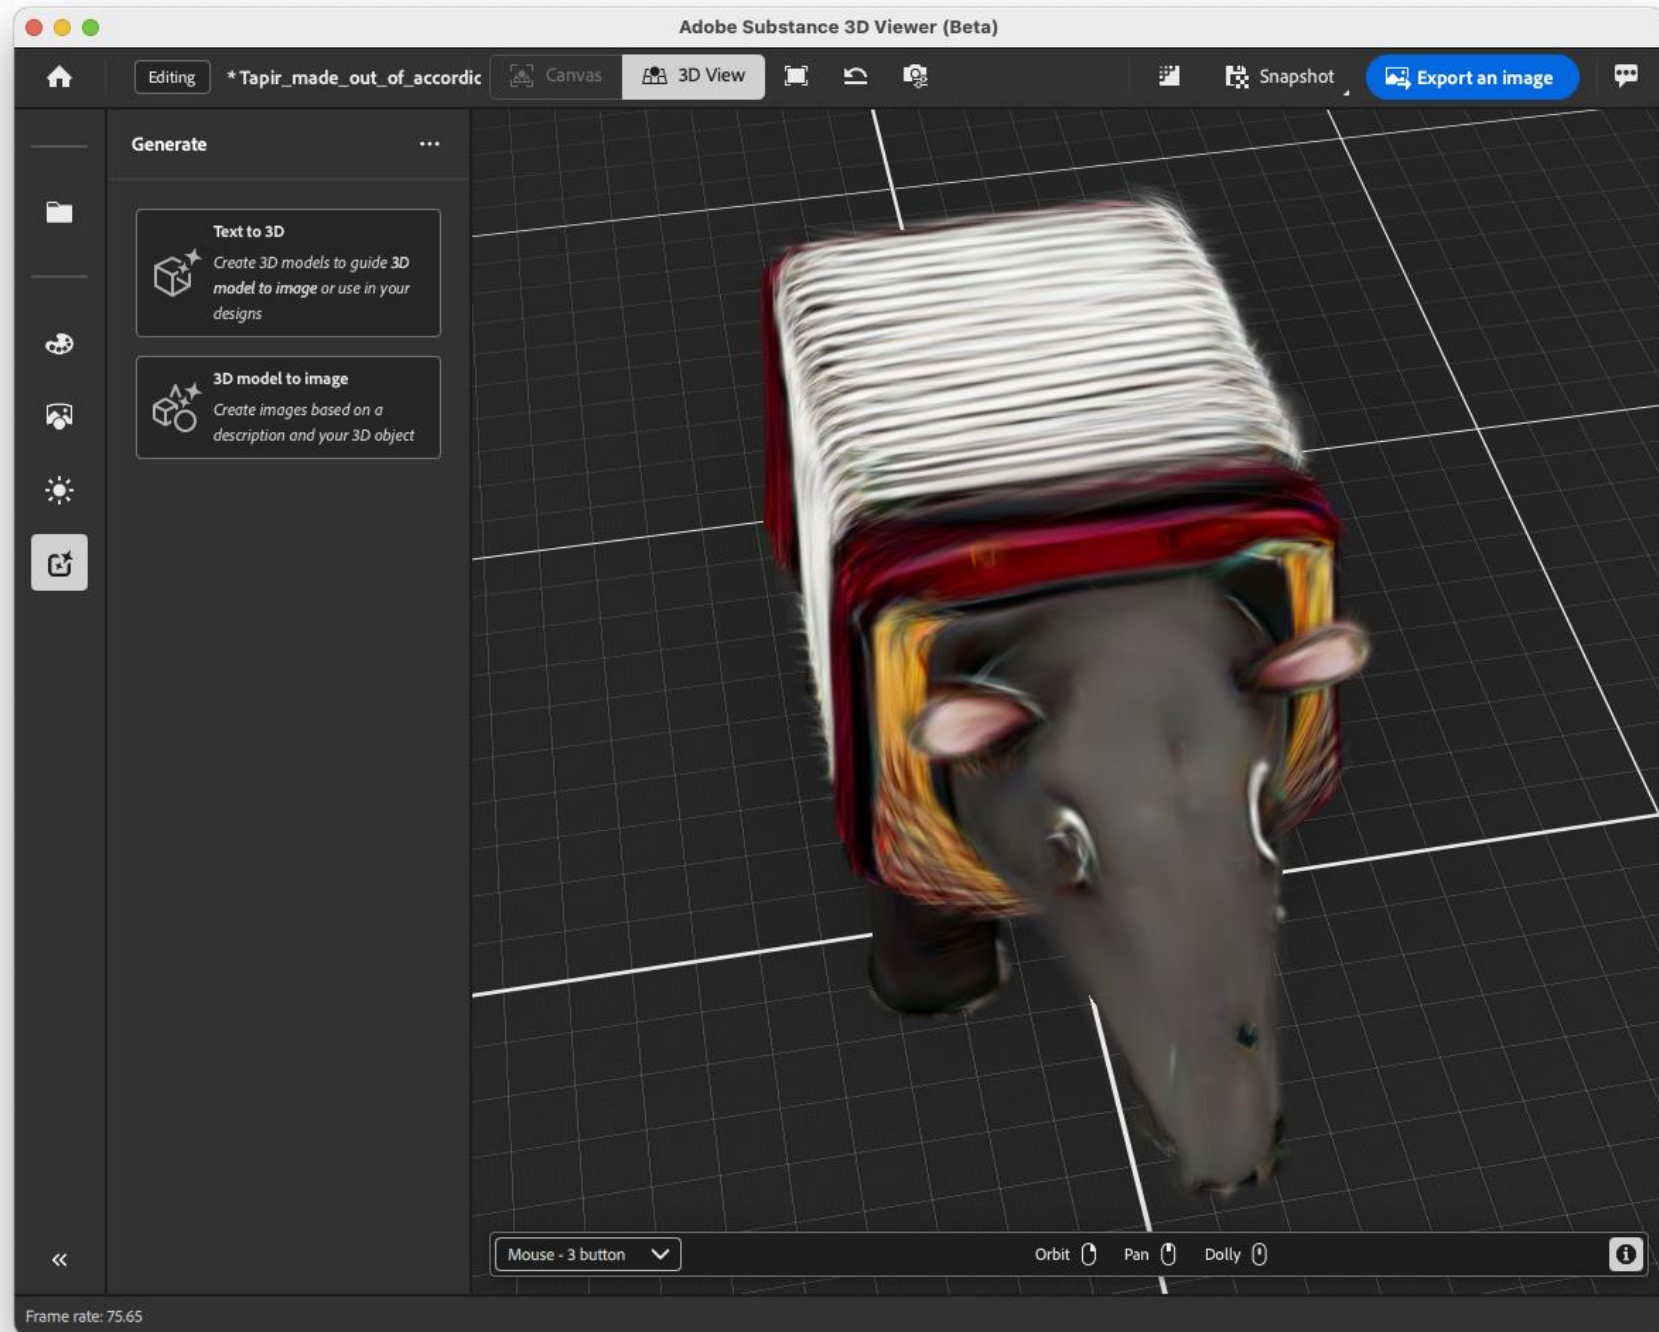 Adobe Substance 3D Viewer (Beta)
Editing
*Tapir_made_out_of_accordic
Canvas
3D View
Snapshot
Export an image
Generate
Text to 3D
Create 3D models to guide 3D
model to image or use in your
designs
3D model to image
Create images based on a
description and your 3D object
Mouse - 3 button
Orbit
Pan
Dolly
Frame rate: 75.65